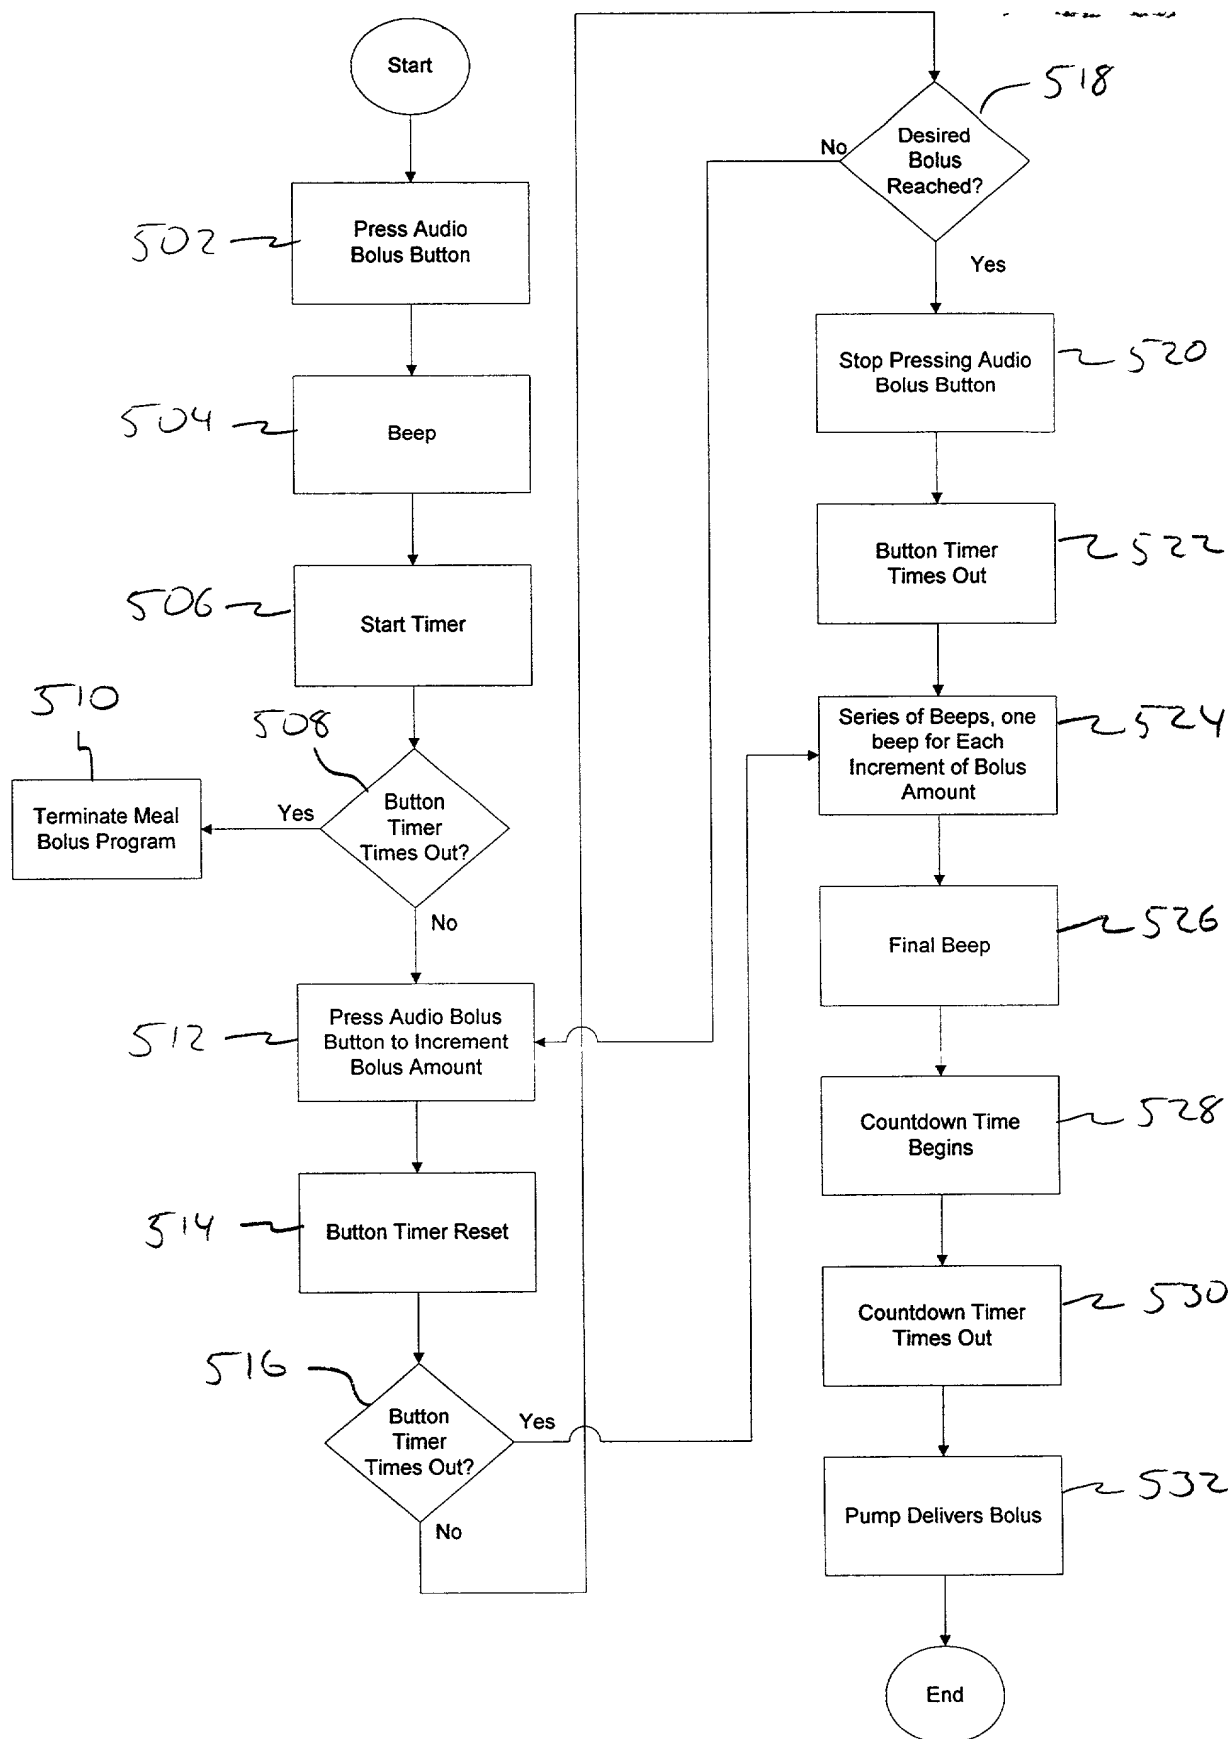 Start
502
Press Audio
Bolus Button
504
Beep
506
Start Timer
508
Button
Timer
Times Out?
Yes
510
Terminate Meal
Bolus Program
No
512
Press Audio Bolus
Button to Increment
Bolus Amount
514
Button Timer Reset
516
Button
Timer
Times Out?
Yes
No
518
Desired
Bolus
Reached?
No
Yes
520
Stop Pressing Audio
Bolus Button
522
Button Timer
Times Out
524
Series of Beeps, one
beep for Each
Increment of Bolus
Amount
526
Final Beep
528
Countdown Time
Begins
530
Countdown Timer
Times Out
532
Pump Delivers Bolus
End